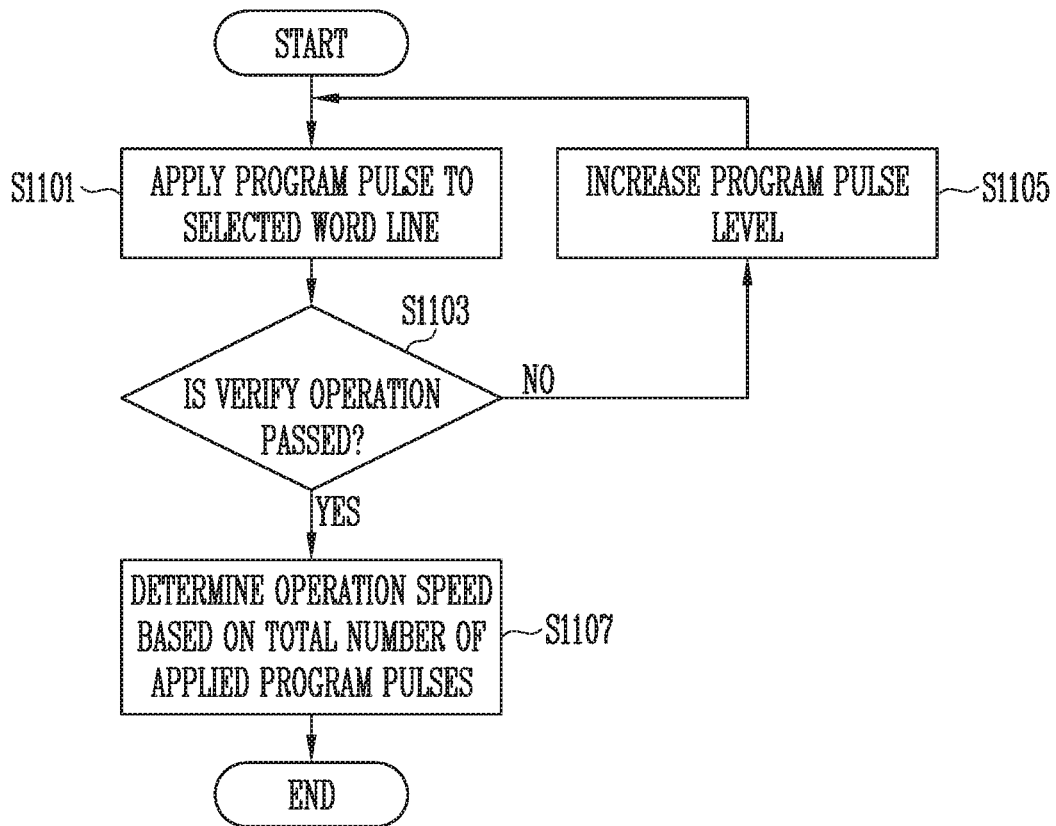 START
S1101
APPLY PROGRAM PULSE TO
SELECTED WORD LINE
INCREASE PROGRAM PULSE
LEVEL
S1105
S1103
IS VERIFY OPERATION
PASSED?
NO
YES
DETERMINE OPERATION SPEED
BASED ON TOTAL NUMBER OF
APPLIED PROGRAM PULSES
S1107
END